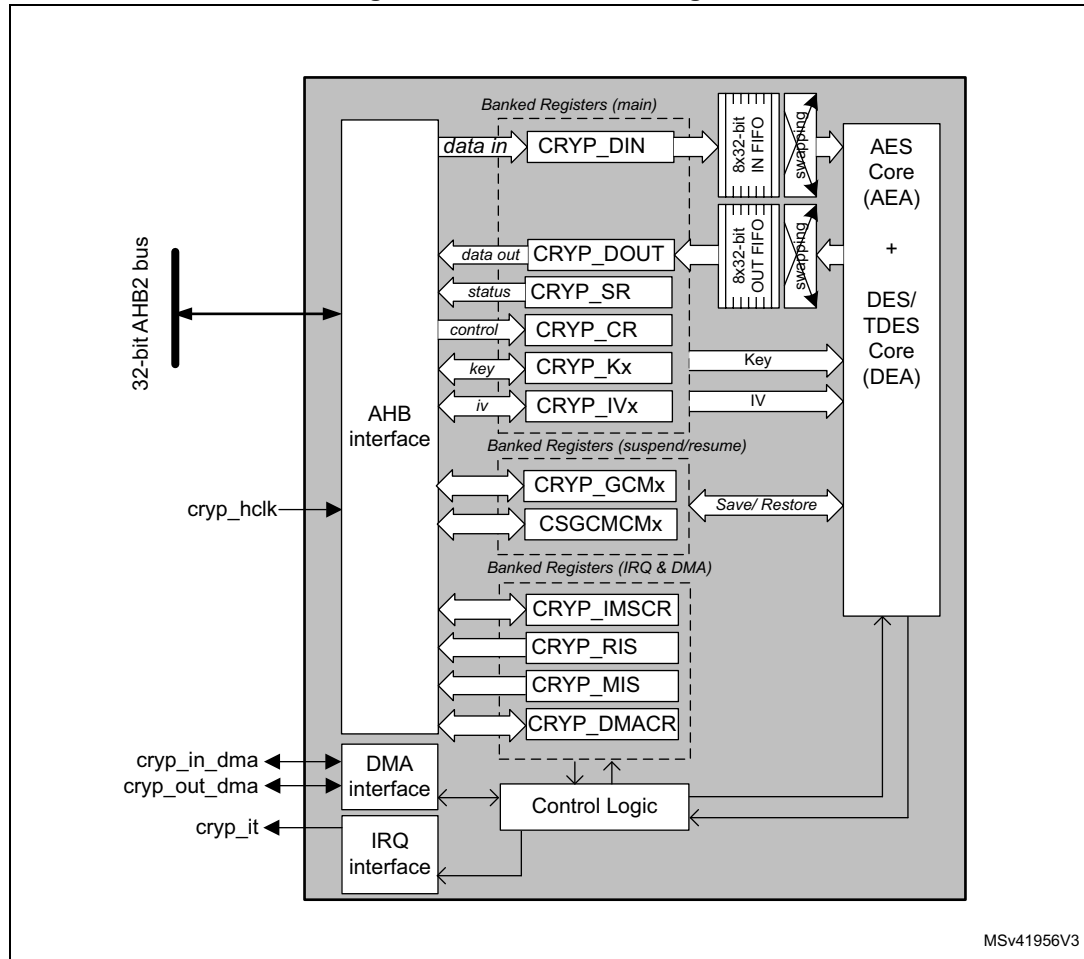 Banked Registers (main)
data in
CRYP_DIN
8x32-bit
IN FIFO
swapping
AES
Core
(AEA)
+
DES/
TDES
Core
(DEA)
data out
CRYP_DOUT
8x32-bit
OUT FIFO
swapping
status
CRYP_SR
control
CRYP_CR
key
CRYP_Kx
Key
iv
CRYP_IVx
IV
32-bit AHB2 bus
AHB
interface
Banked Registers (suspend/resume)
CRYP_GCMx
cryp_hclk
CSGCMCMx
Save/ Restore
Banked Registers (IRQ & DMA)
CRYP_IMSCR
CRYP_RIS
CRYP_MIS
CRYP_DMACR
cryp_in_dma
cryp_out_dma
DMA
interface
Control Logic
cryp_it
IRQ
interface
MSv41956V3